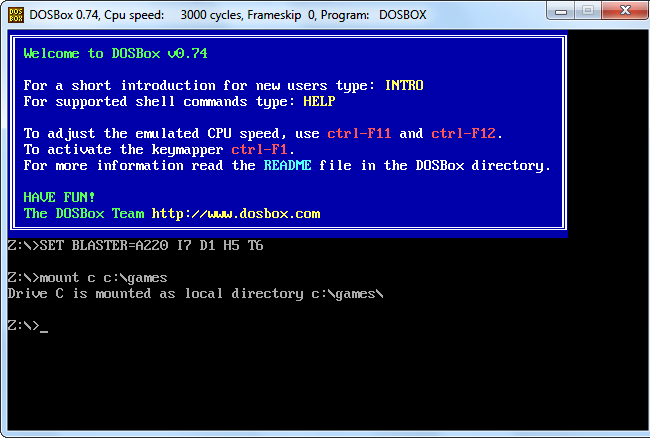 DOS BOX
DOSBox 0.74, Cpu speed: 3000 cycles, Frameskip 0, Program: DOSBOX
Welcome to DOSBox v0.74
For a short introduction for new users type: INTRO
For supported shell commands type: HELP
To adjust the emulated CPU speed, use ctrl-F11 and ctrl-F12.
To activate the keymapper ctrl-F1.
For more information read the README file in the DOSBox directory.
HAVE FUN!
The DOSBox Team http://www.dosbox.com
Z:\>SET BLASTER=A220 I7 D1 H5 T6
Z:\>mount c c:\games
Drive C is mounted as local directory c:\games\
Z:\>_